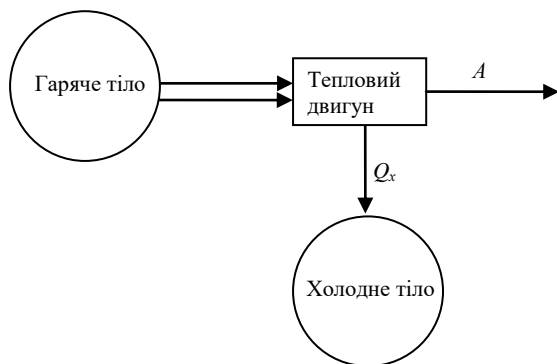 Гаряче тіло
Тепловий
двигун
A
Qx
Холодне тіло